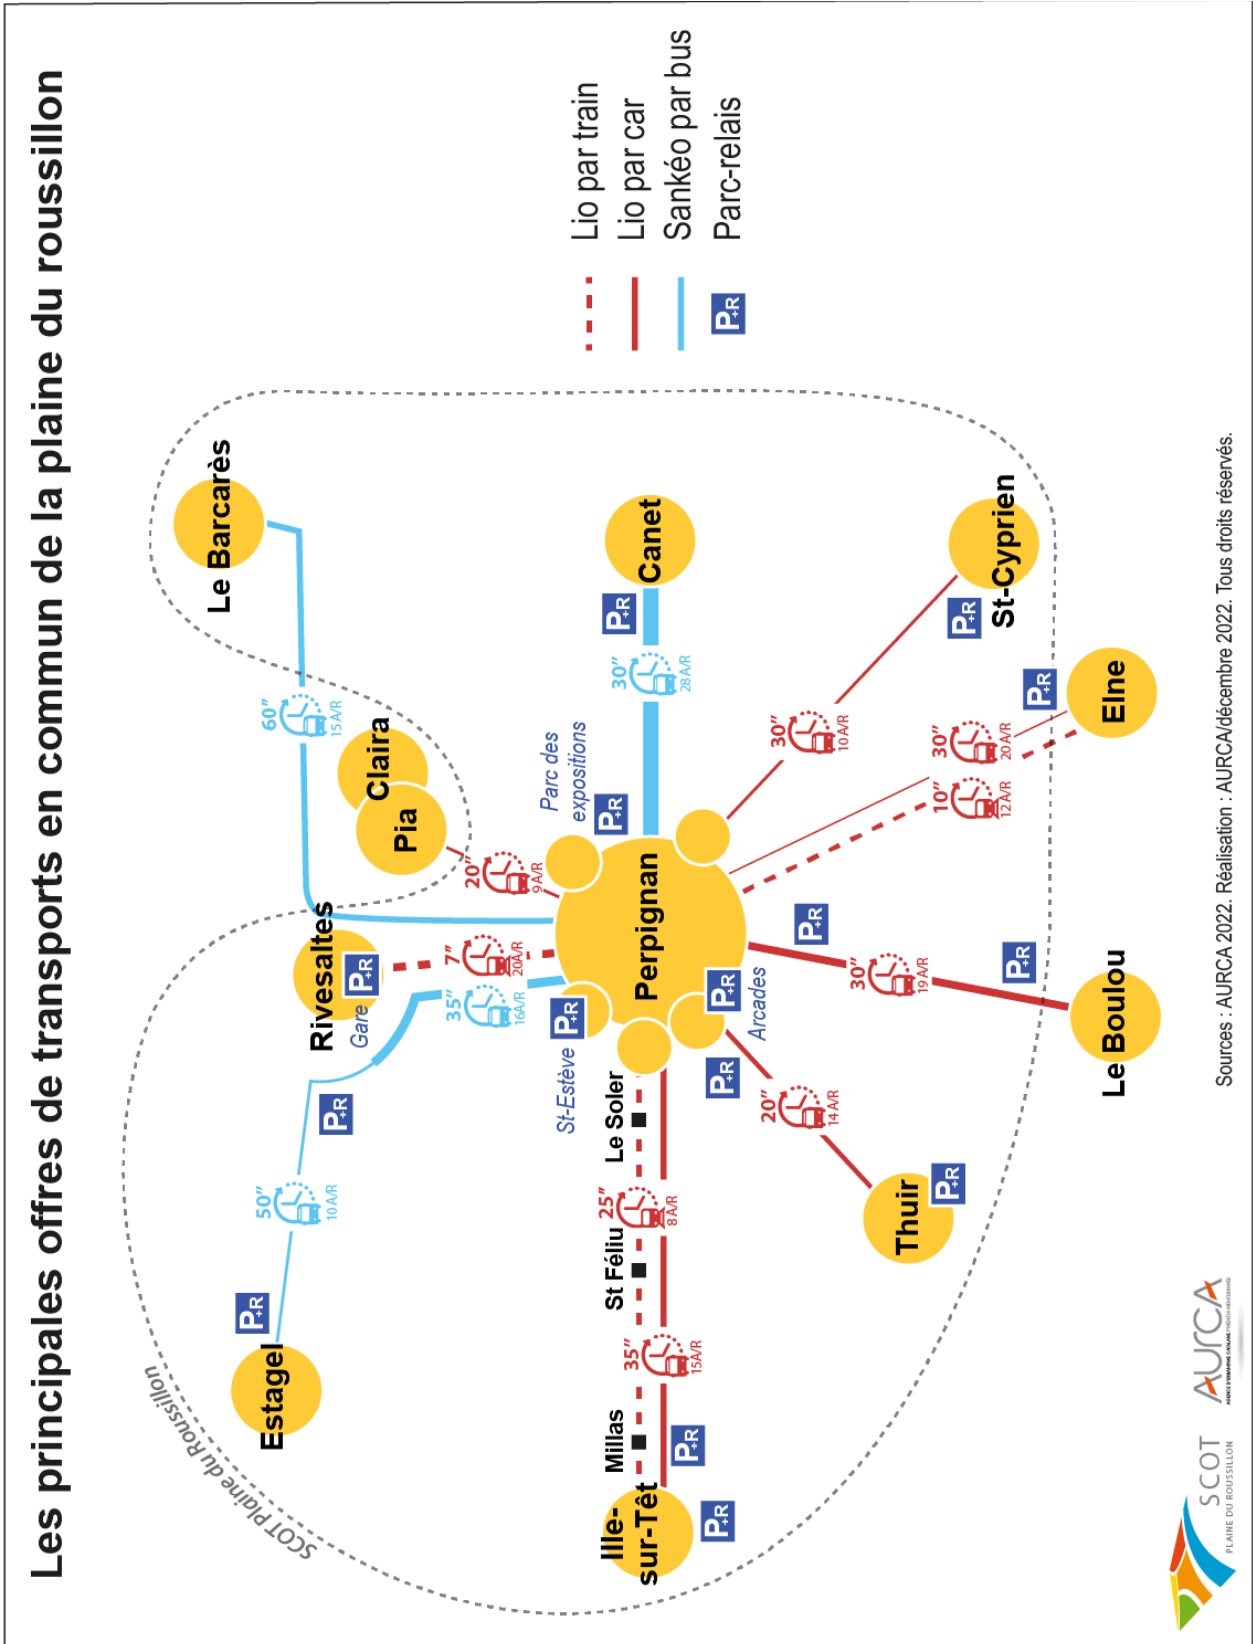 Les principales offres de transports en commun de la plaine du roussillon
SCOT Plaine du Roussillon
Le Barcarès
60"
15 A/R
Claira
Pia
20"
9 A/R
Rivesaltes
Gare
P+R
7"
20A/R
35"
16A/R
P+R
50"
10 A/R
P+R
Estagel
Parc des
expositions
P+R
St-Estève
P+R
Perpignan
30"
28 A/R
P+R
Canet
Le Soler
25"
8 A/R
St Féliu
35"
15A/R
Millas
P+R
Ille-
sur-Têt
P+R
Arcades
P+R
P+R
20"
14 A/R
Thuir
P+R
P+R
30"
19 A/R
P+R
Le Boulou
10"
12 A/R
30"
20 A/R
P+R
Elne
30"
10 A/R
P+R
St-Cyprien
Lio par train
Lio par car
Sankéo par bus
P+R
Parc-relais
SCOT
PLAINE DU ROUSSILLON
AURCA
Sources : AURCA 2022. Réalisation : AURCA/décembre 2022. Tous droits réservés.